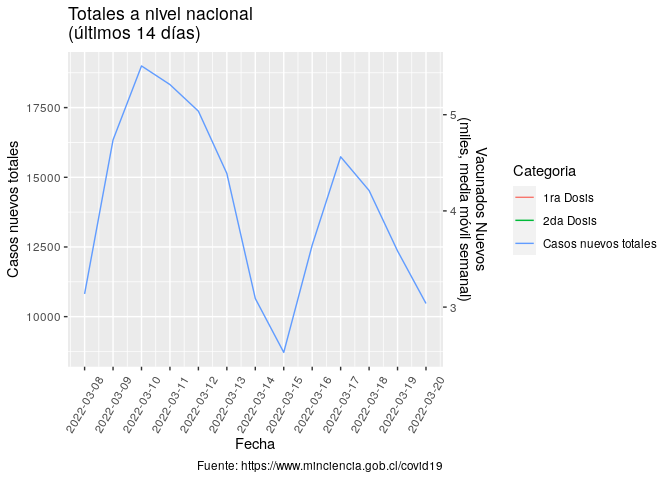 Totales a nivel nacional
(últimos 14 días)
Casos nuevos totales
17500
15000
12500
10000
5
4
3
Vacunados Nuevos
(miles, media móvil semanal)
2022-03-08
2022-03-09
2022-03-10
2022-03-11
2022-03-12
2022-03-13
2022-03-14
2022-03-15
2022-03-16
2022-03-17
2022-03-18
2022-03-19
2022-03-20
Fecha
Fuente: https://www.minciencia.gob.cl/covid19
Categoria
1ra Dosis
2da Dosis
Casos nuevos totales